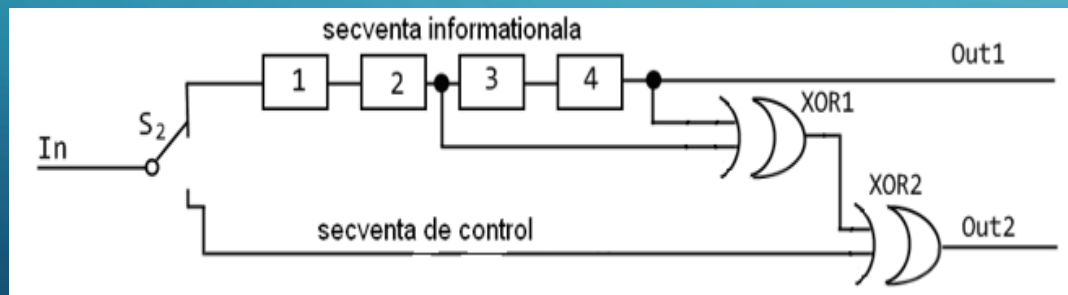 secventa informationala
1 2 3 4
Out1
XOR1
S2
In
XOR2
Out2
secventa de control